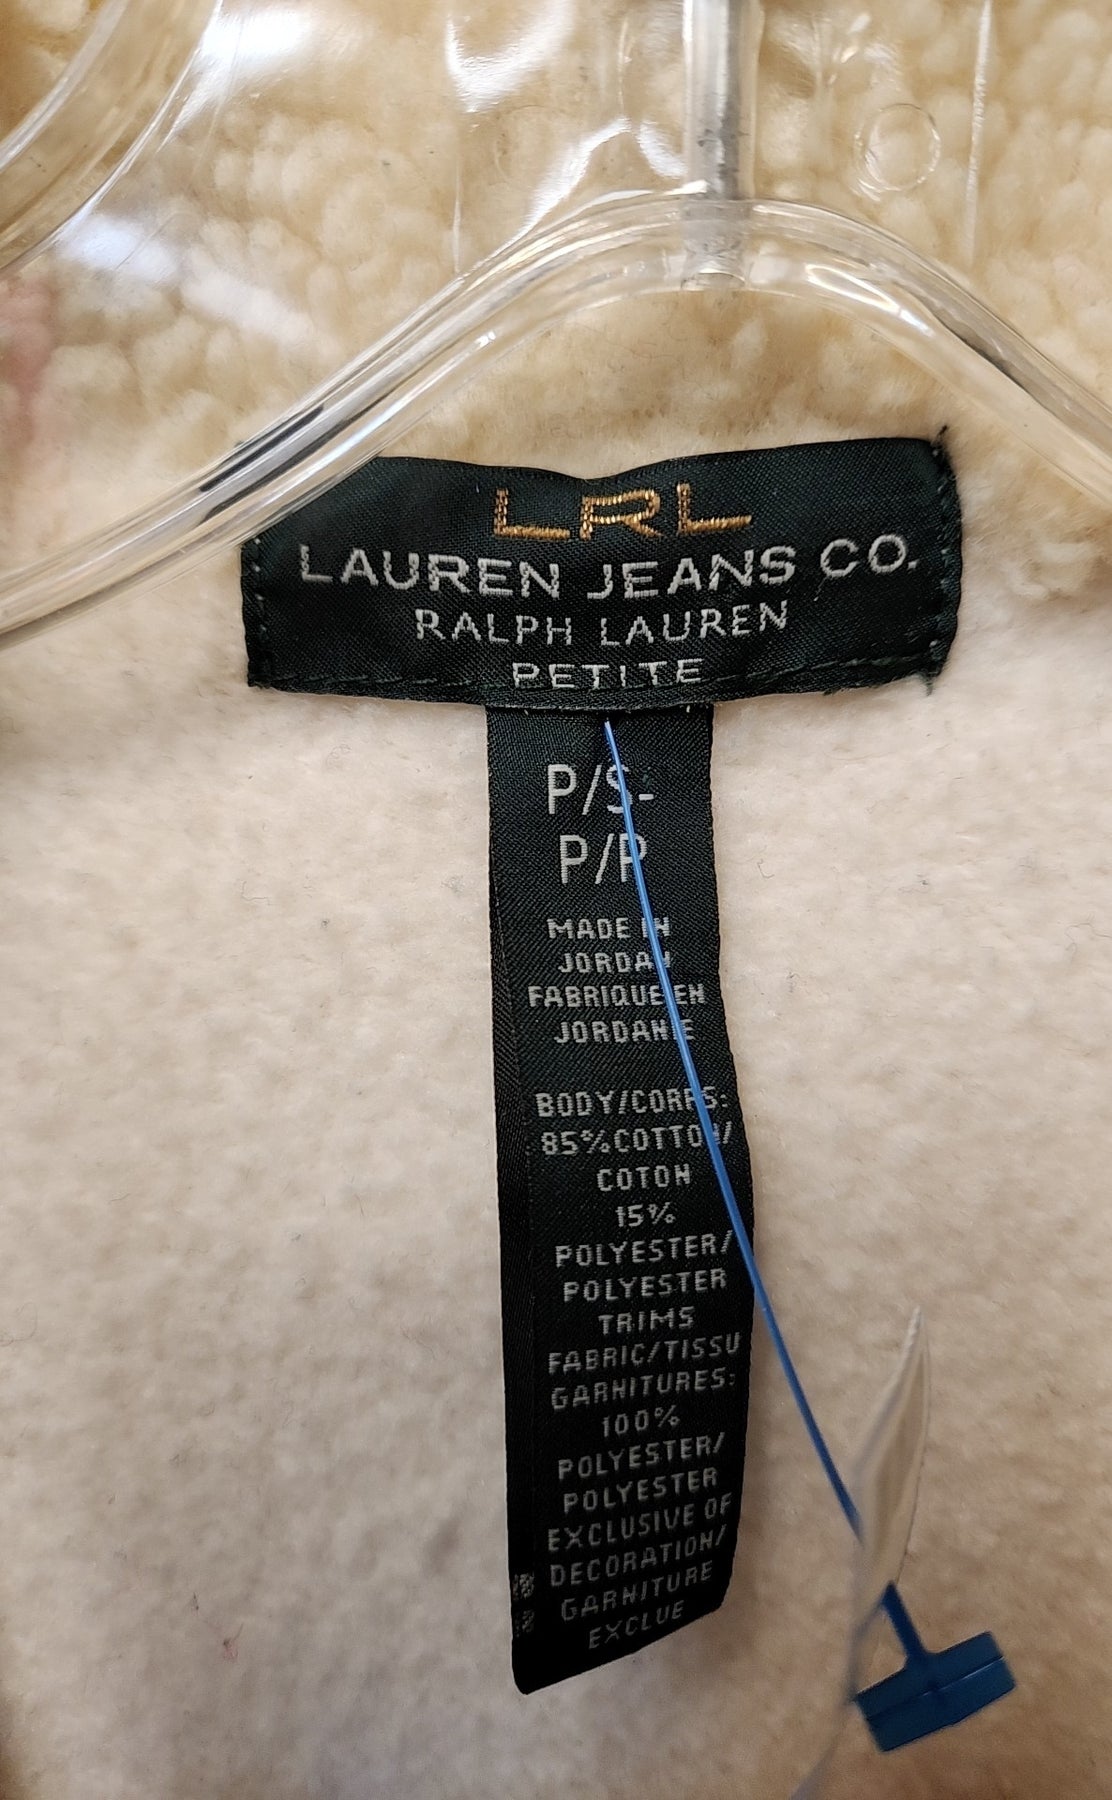 LRL
LAUREN JEANS CO.
RALPH LAUREN
PETITE
P/S-
P/P
MADE IN
JORDAN
FABRIQUE EN
JORDANIE
BODY/CORPS:
85% COTTON/
COTON
15%
POLYESTER/
POLYESTER
TRIMS
FABRIC/TISSU
GARNITURES:
100%
POLYESTER/
POLYESTER
EXCLUSIVE OF
DECORATION/
GARNITURE
EXCLUE